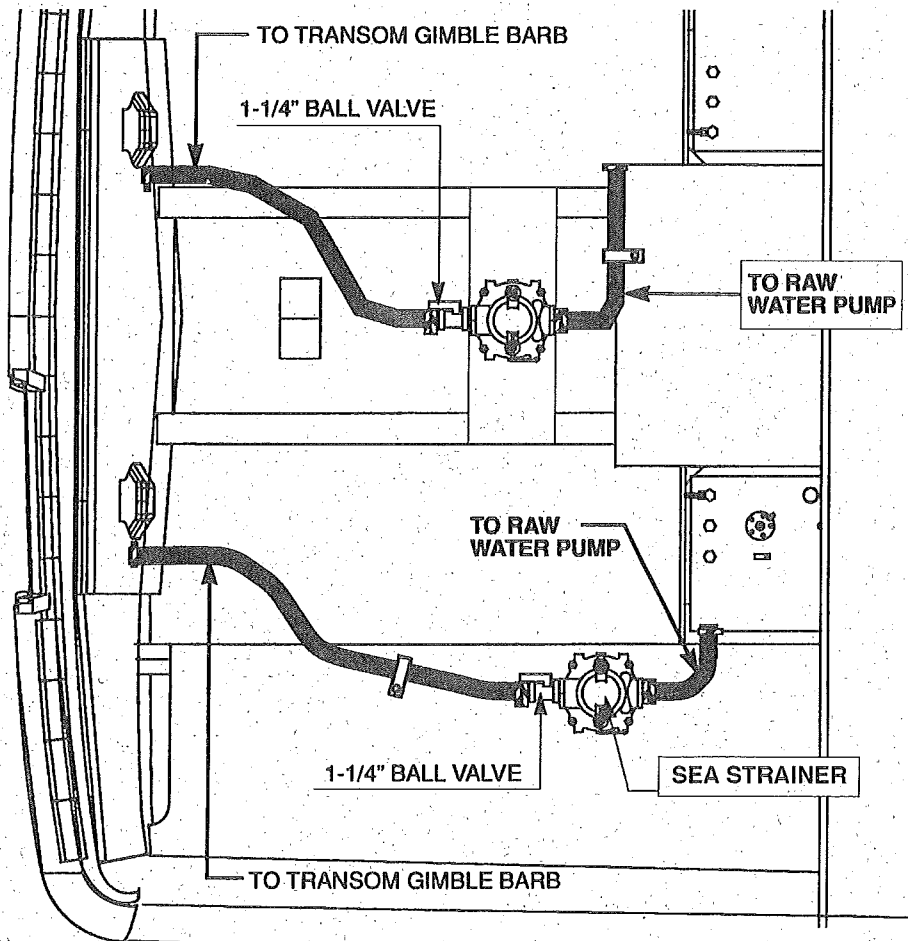 TO TRANSOM GIMBLE BARB
1-1/4" BALL VALVE
TO RAW
WATER PUMP
TO RAW
WATER PUMP
1-1/4" BALL VALVE
SEA STRAINER
TO TRANSOM GIMBLE BARB